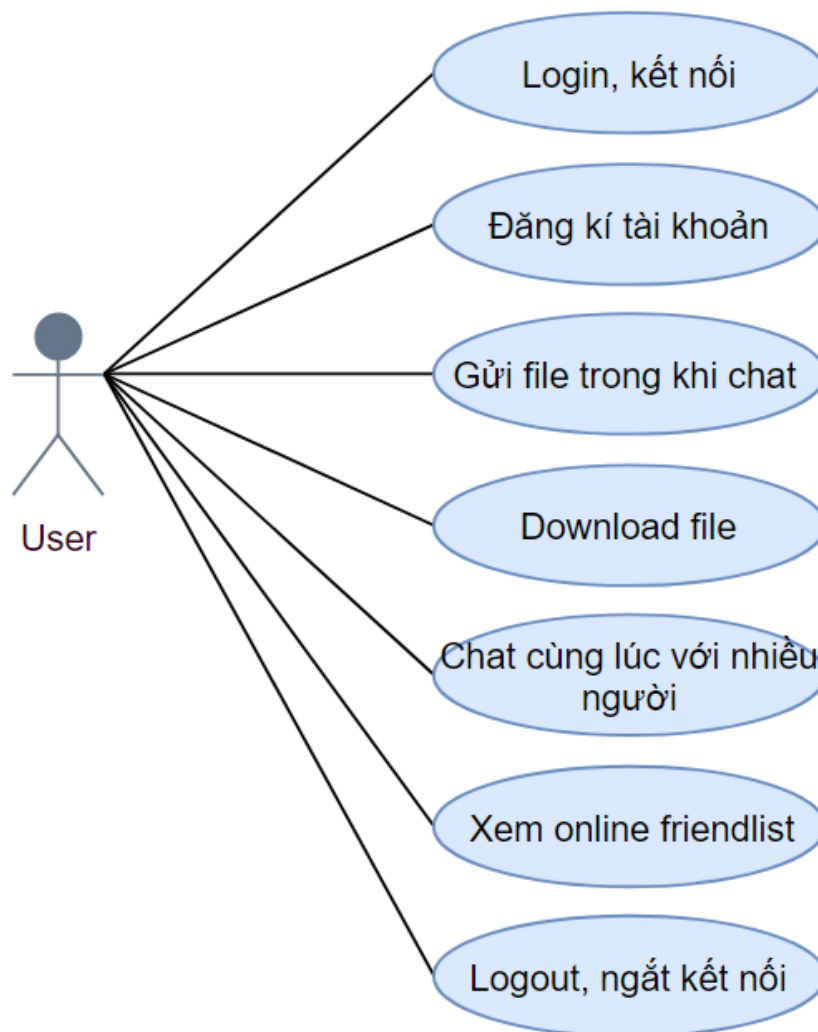 Login, kết nối
Đăng kí tài khoản
Gửi file trong khi chat
Download file
User
Chat cùng lúc với nhiều
người
Xem online friendlist
Logout, ngắt kết nối